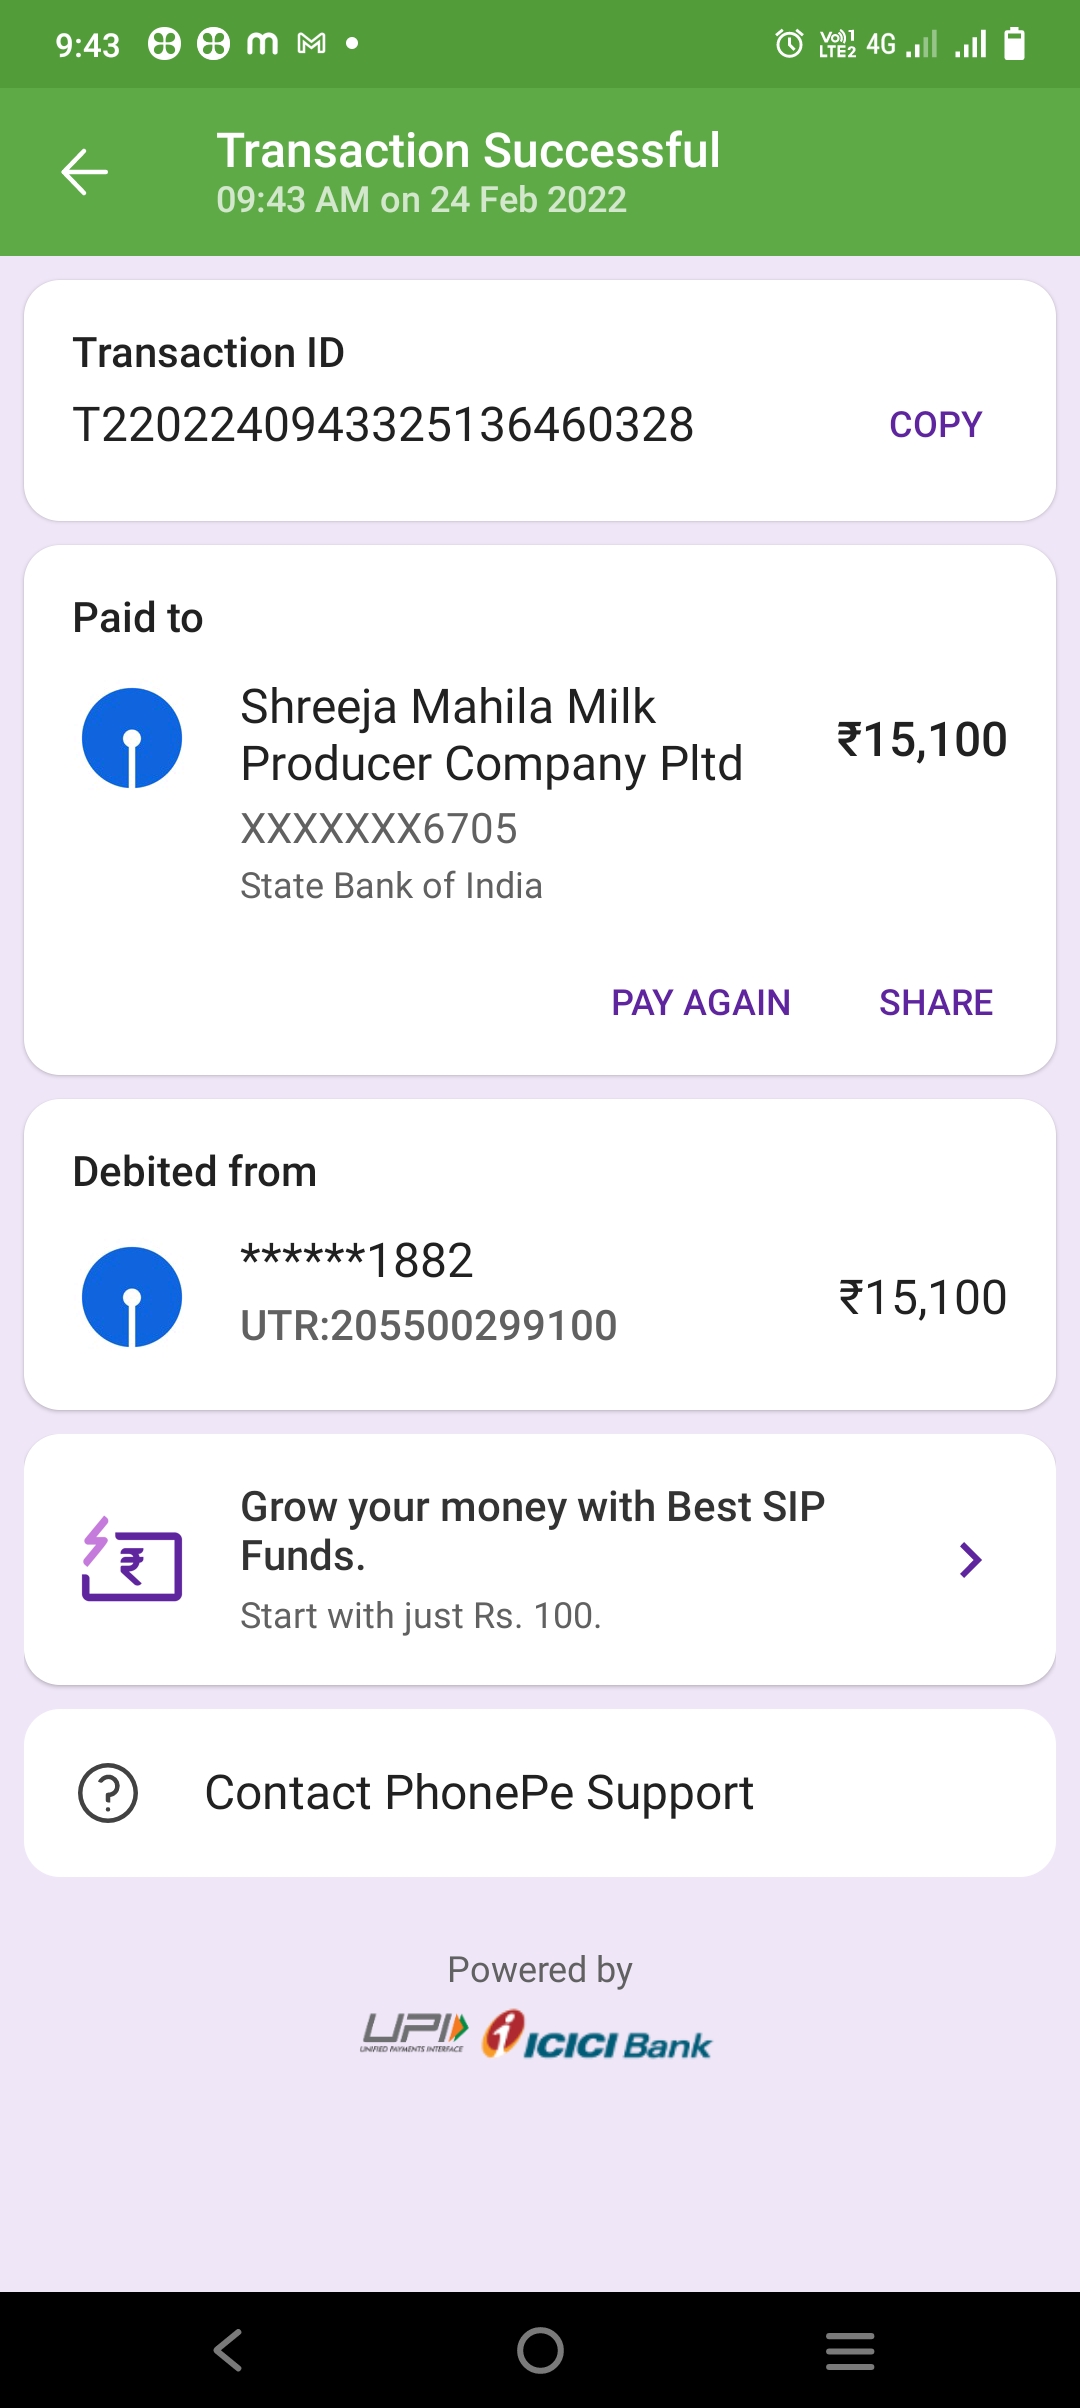 9:43
Vo)) 1
LTE2 4G
Transaction Successful
09:43 AM on 24 Feb 2022
Transaction ID
T2202240943325136460328
COPY
Paid to
Shreeja Mahila Milk
Producer Company Pltd
₹15,100
XXXXXXX6705
State Bank of India
PAY AGAIN SHARE
Debited from
******1882
₹15,100
UTR:205500299100
Grow your money with Best SIP
Funds.
Start with just Rs. 100.
Contact PhonePe Support
Powered by
UPI ICICI Bank
UNIFIED PAYMENTS INTERFACE